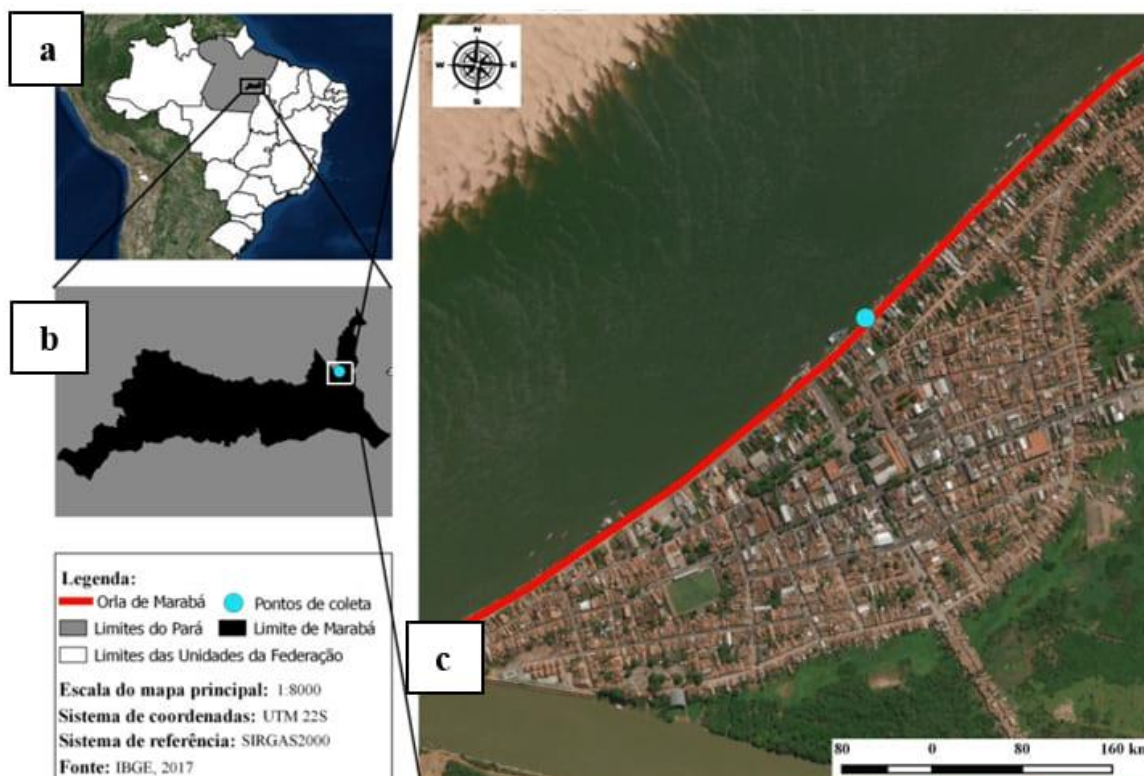 a
b
c
N
W E
S
Legenda:
Orla de Marabá Pontos de coleta
Limites do Pará Limite de Marabá
Limites das Unidades da Federação
Escala do mapa principal: 1:8000
Sistema de coordenadas: UTM 22S
Sistema de referência: SIRGAS2000
Fonte: IBGE, 2017
80 0 80 160 km